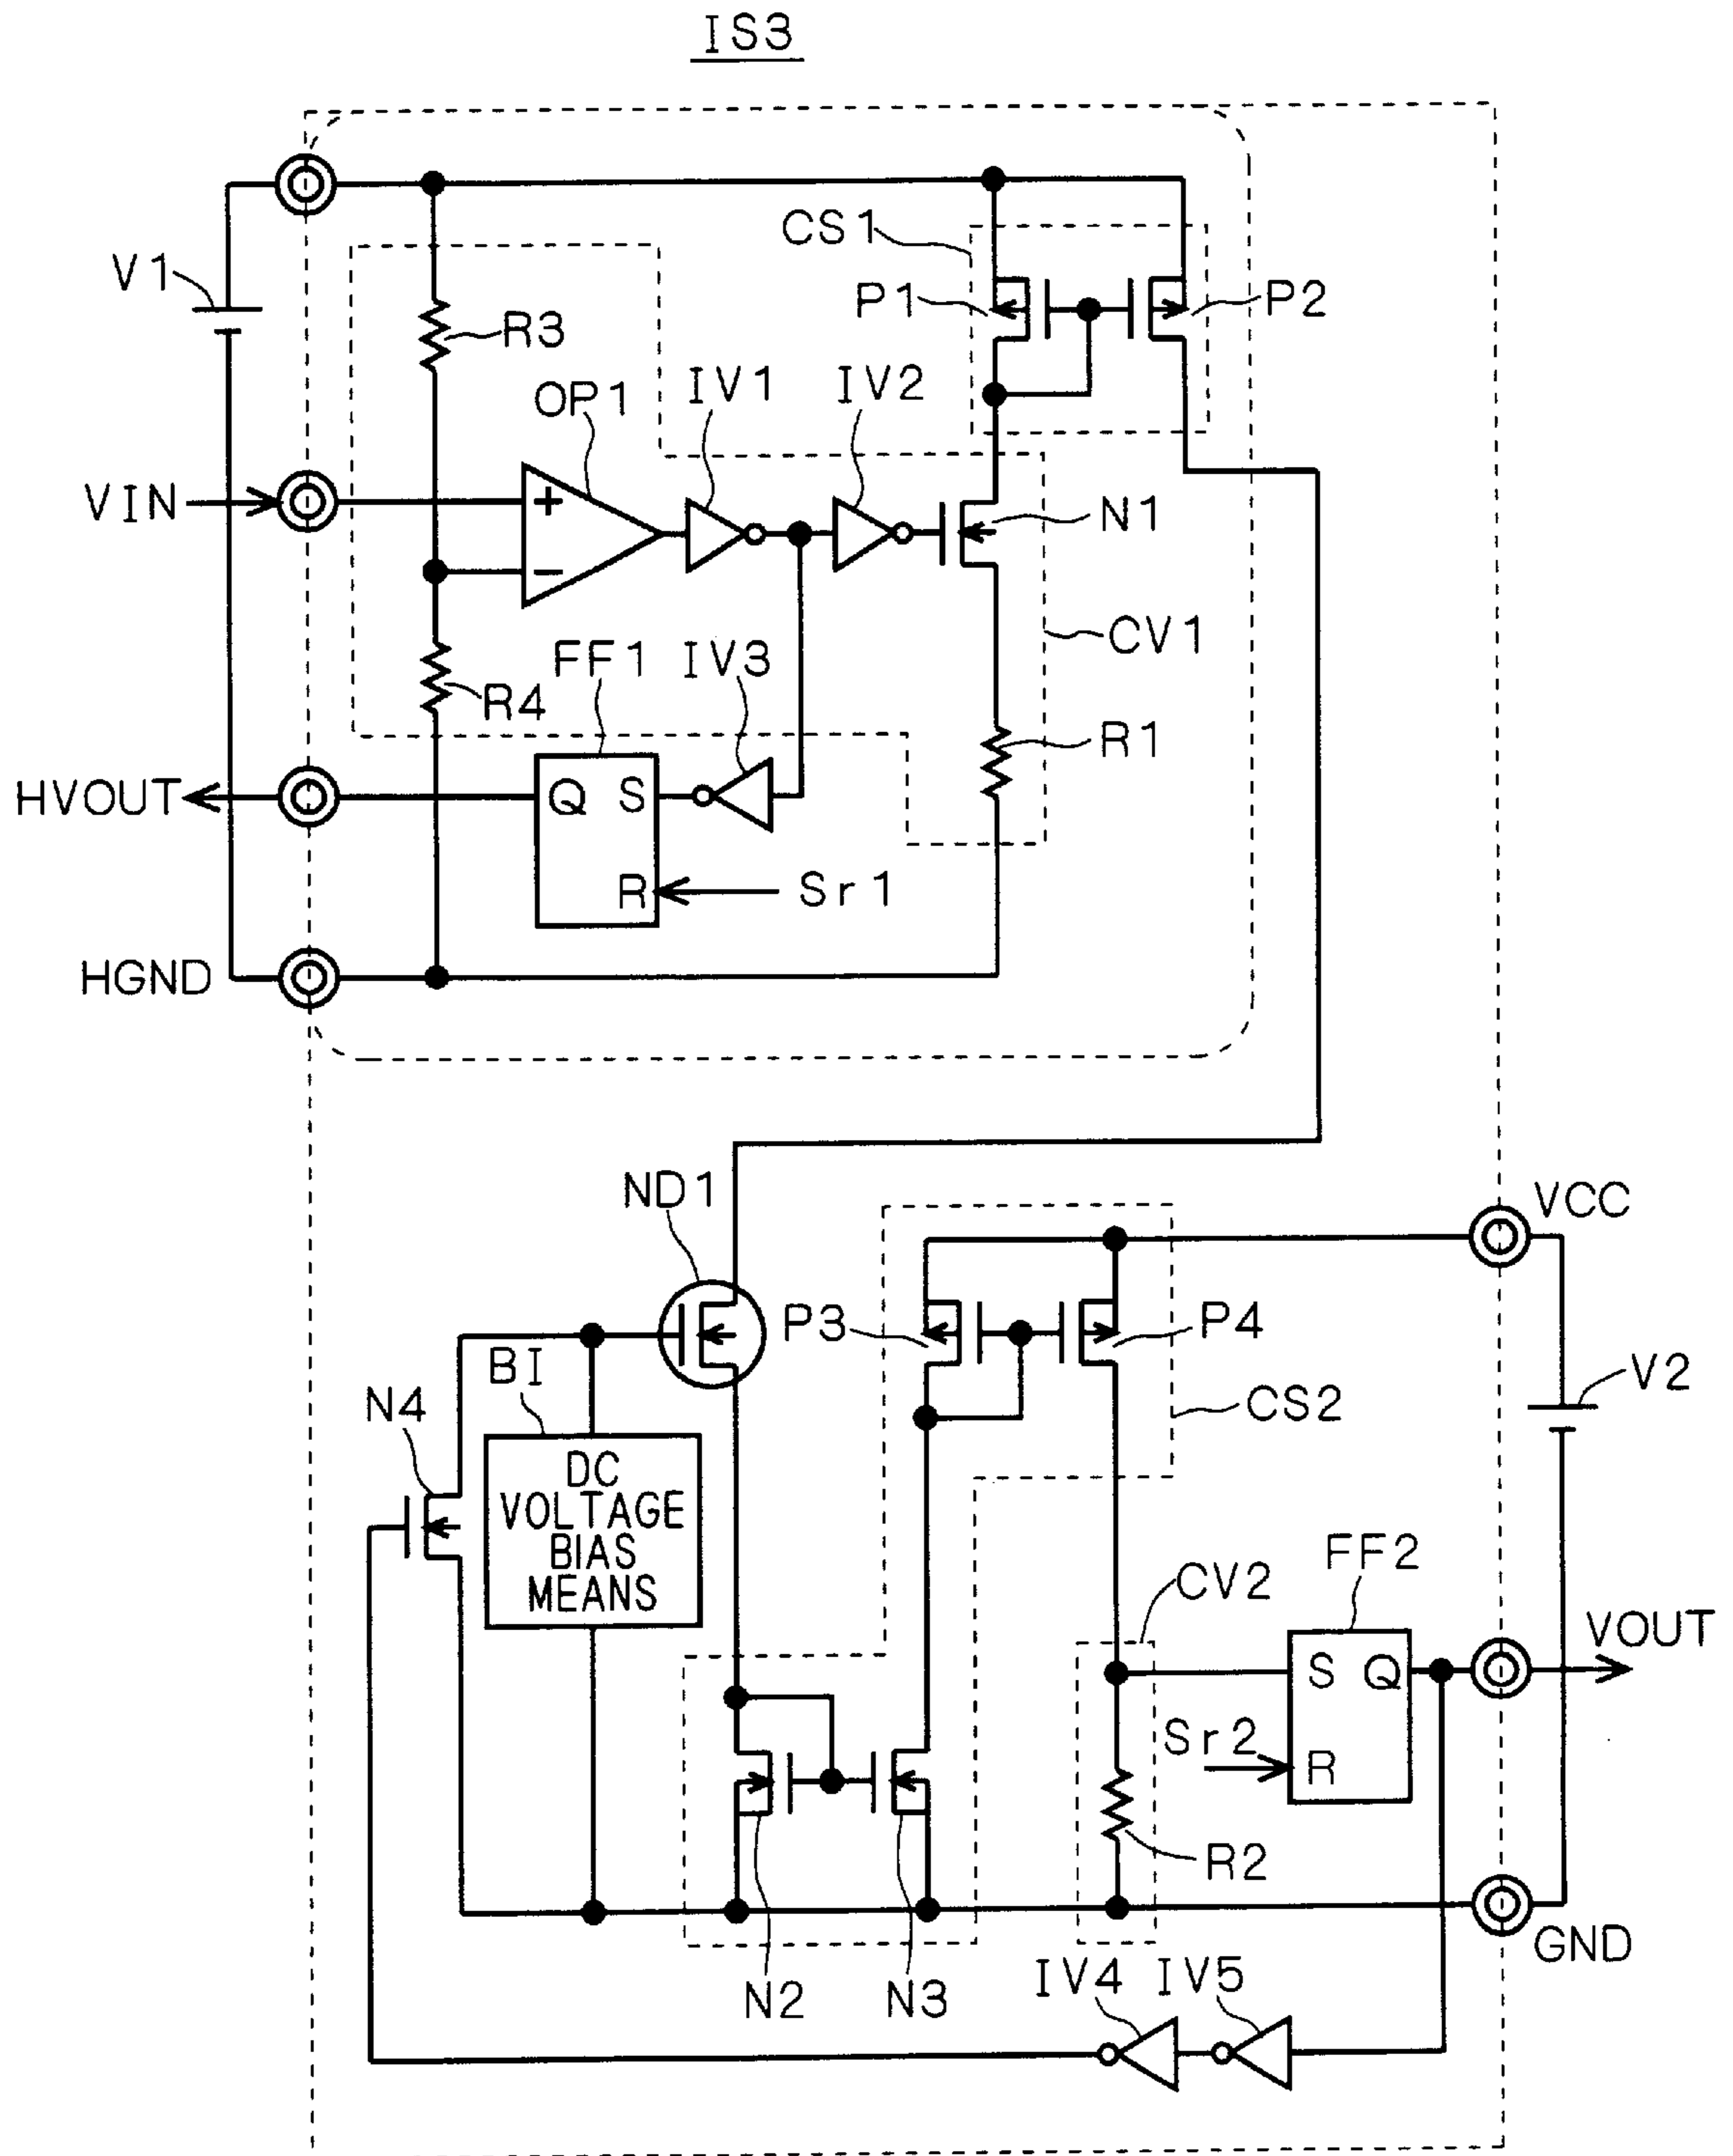 IS3
CS1
V1
P1
P2
R3
OP1
IV1
IV2
VIN
+
−
N1
CV1
FF1
IV3
R4
R1
HVOUT
Q S
R
Sr1
HGND
ND1
VCC
P3
P4
BI
V2
N4
CS2
DC
VOLTAGE
BIAS
MEANS
CV2
FF2
VOUT
S Q
Sr2
R
R2
GND
N2
N3
IV4
IV5